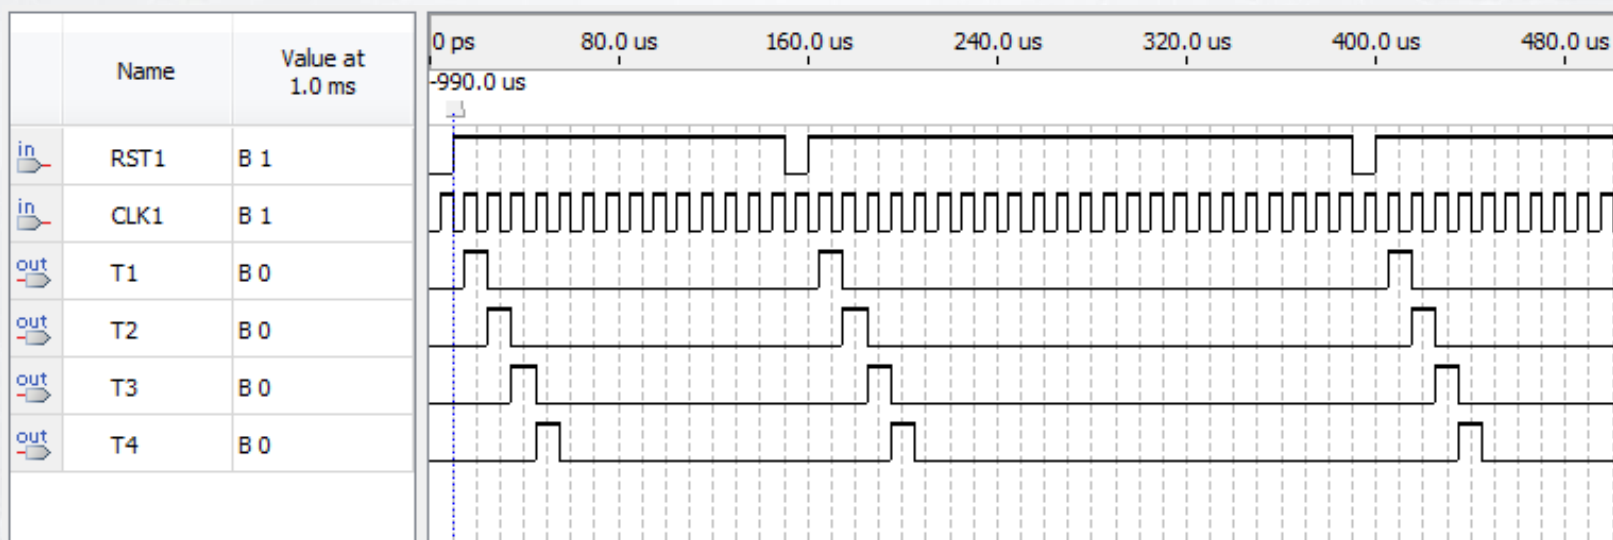 Name
Value at
1.0 ms
0 ps 80.0 us 160.0 us 240.0 us 320.0 us 400.0 us 480.0 us
-990.0 us
in RST1 B 1
in CLK1 B 1
out T1 B 0
out T2 B 0
out T3 B 0
out T4 B 0